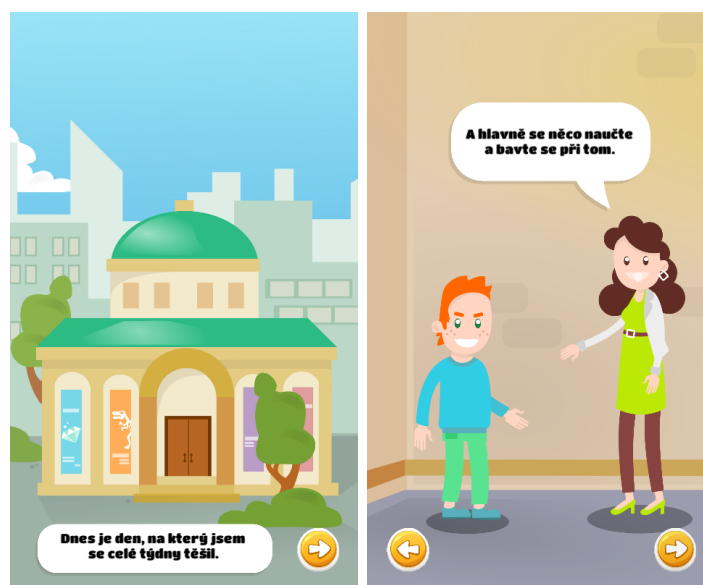 Dnes je den, na který jsem
se celé týdny těšil.
A hlavně se něco naučte
a bavte se při tom.